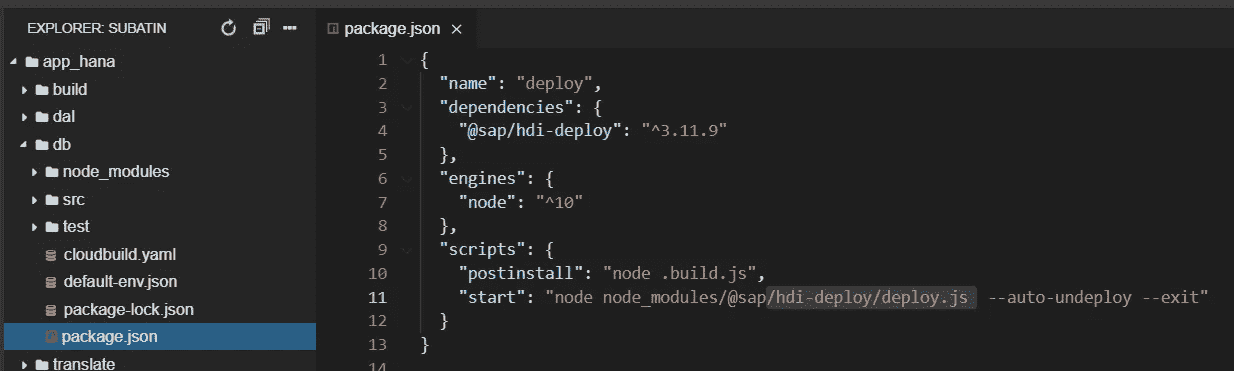 EXPLORER: SUBATIN
app_hana
build
dal
db
node_modules
src
test
cloudbuild.yaml
default-env.json
package-lock.json
package.json
translate
package.json ×
1 {
2 "name": "deploy",
3 "dependencies": {
4 "@sap/hdi-deploy": "^3.11.9"
5 },
6 "engines": {
7 "node": "^10"
8 },
9 "scripts": {
10 "postinstall": "node .build.js",
11 "start": "node node_modules/@sap/hdi-deploy/deploy.js  --auto-undeploy --exit"
12 }
13 }
14